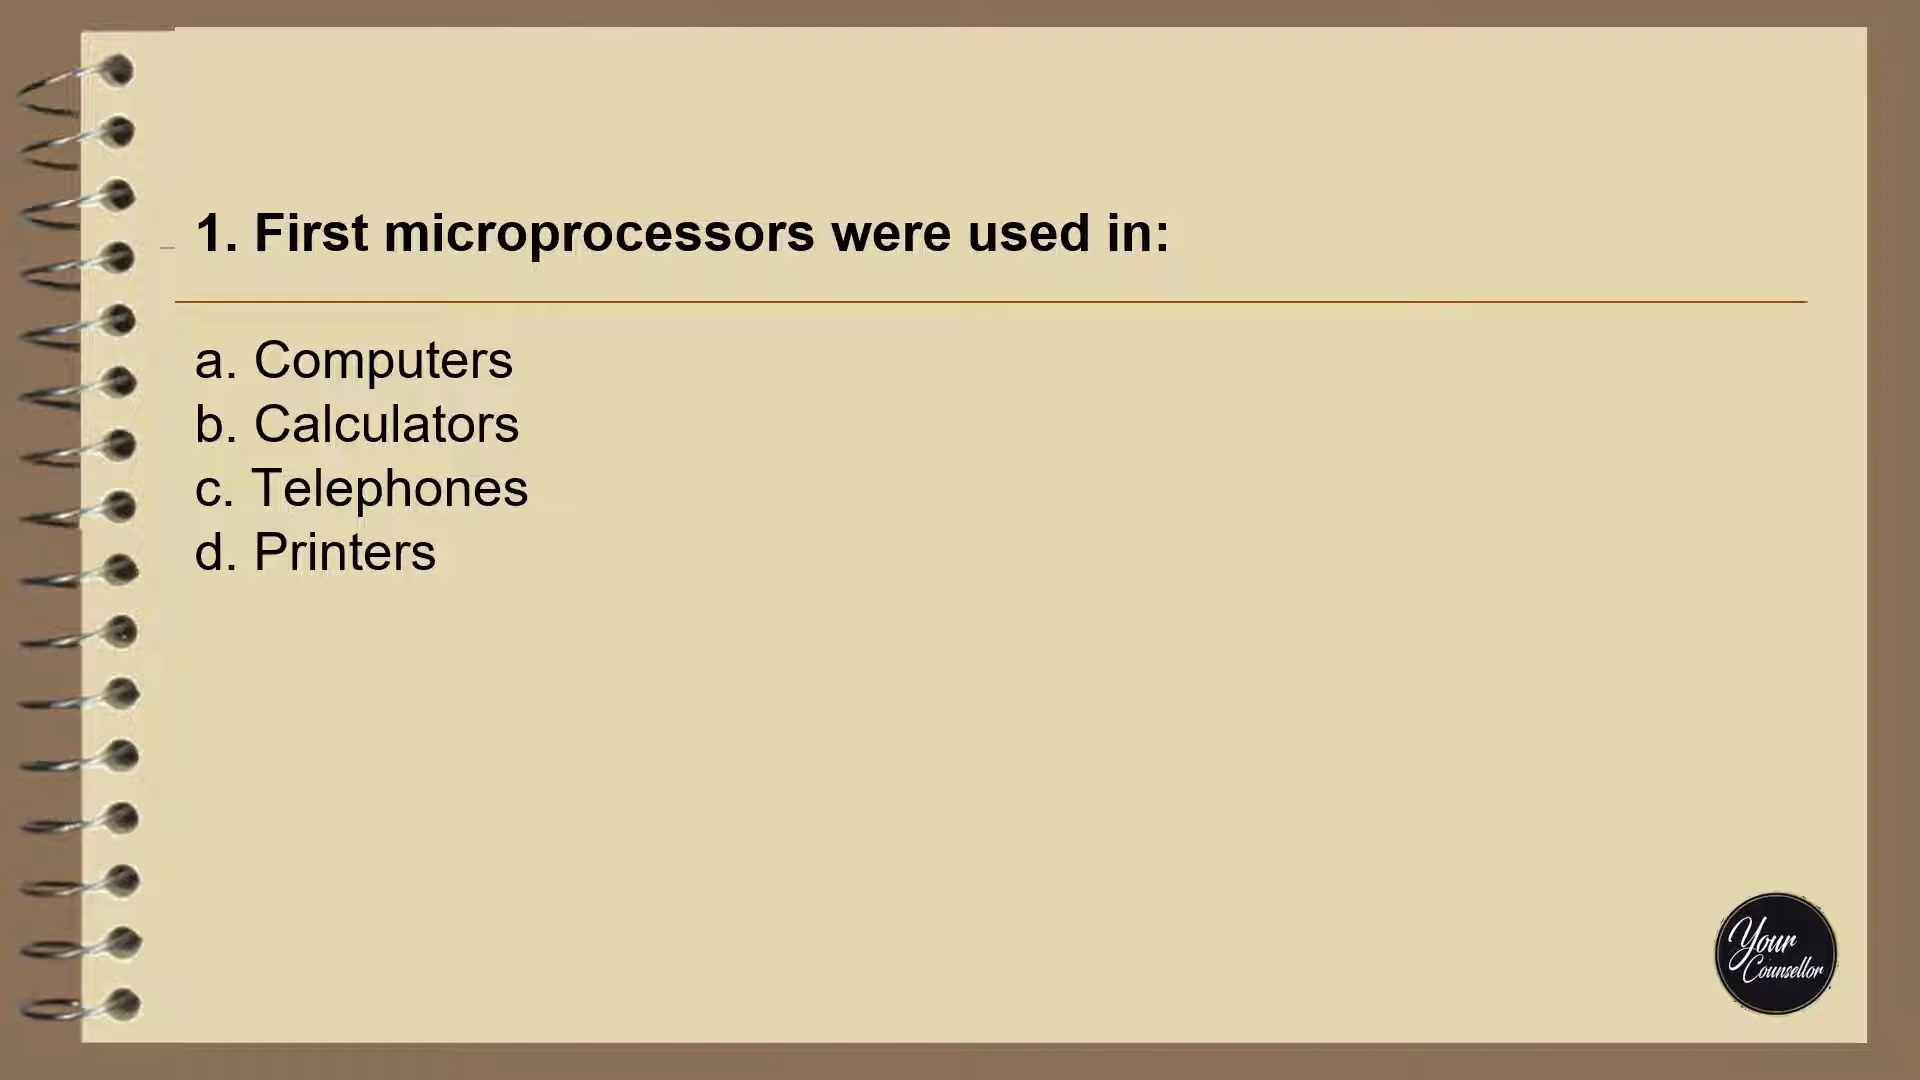 1. First microprocessors were used in:
a. Computers
b. Calculators
c. Telephones
d. Printers
Your
Counsellor